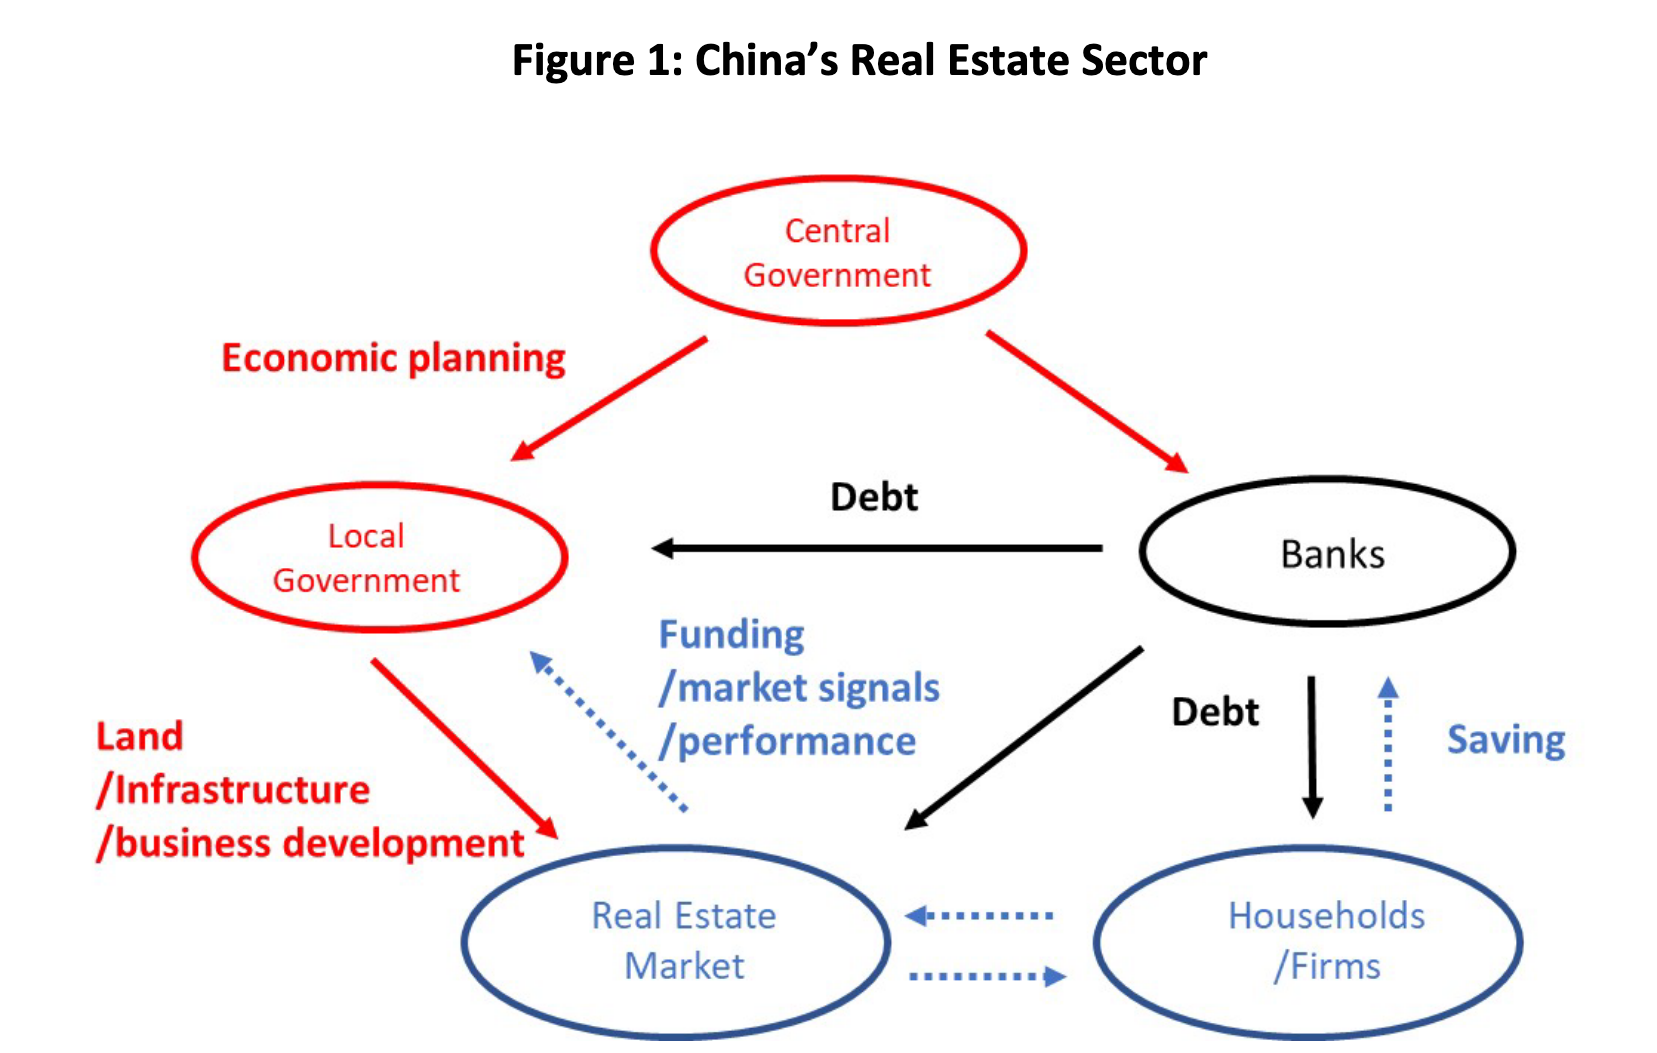 Figure 1: China’s Real Estate Sector
Central
Government
Economic planning
Debt
Local
Government
Banks
Funding
/market signals
/performance
Debt
Saving
Land
/Infrastructure
/business development
Real Estate
Market
Households
/Firms